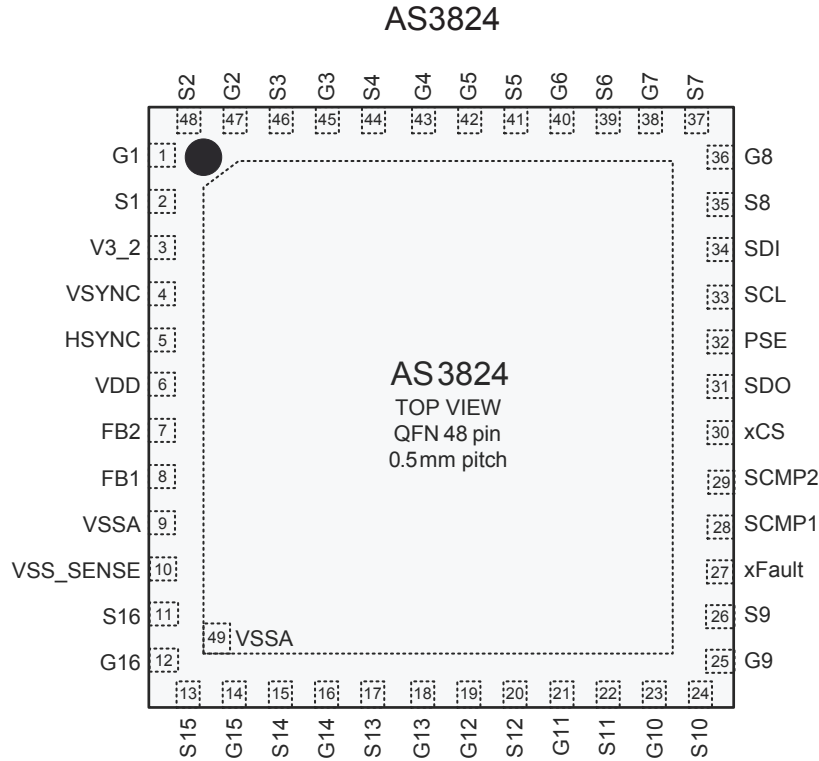 AS3824
S2 G2 S3 G3 S4 G4 G5 S5 G6 S6 G7 S7
48 47 46 45 44 43 42 41 40 39 38 37
G1 1 36 G8
S1 2 35 S8
V3_2 3 34 SDI
VSYNC 4 33 SCL
HSYNC 5 32 PSE
VDD 6 31 SDO
AS3824
TOP VIEW
QFN 48 pin
0.5mm pitch
FB2 7 30 xCS
FB1 8 29 SCMP2
VSSA 9 28 SCMP1
VSS_SENSE 10 27 xFault
S16 11 26 S9
49 VSSA
G16 12 25 G9
13 14 15 16 17 18 19 20 21 22 23 24
S15 G15 S14 G14 S13 G13 G12 S12 G11 S11 G10 S10